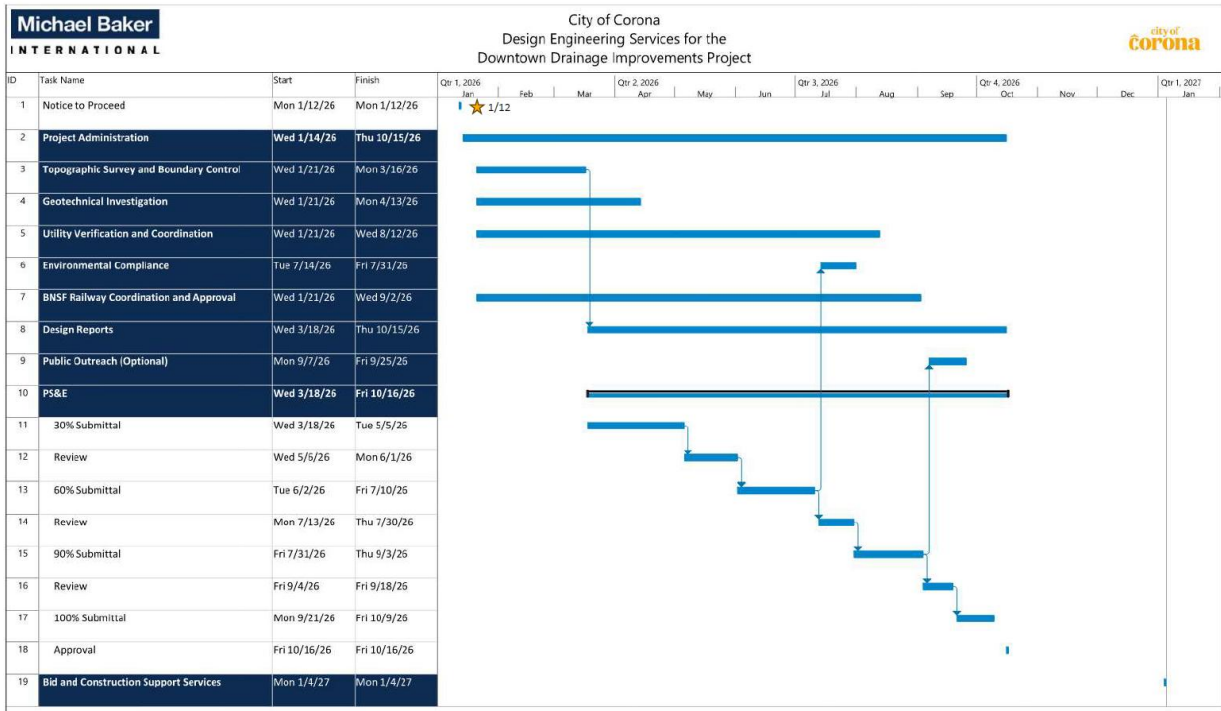 Michael Baker
INTERNATIONAL
City of Corona
Design Engineering Services for the
Downtown Drainage Improvements Project
city of
corona
ID Task Name Start Finish Qtr 1, 2026 Qtr 2, 2026 Qtr 3, 2026 Qtr 4, 2026 Qtr 1, 2027
Jan Feb Mar Apr May Jun Jul Aug Sep Oct Nov Dec Jan
1 Notice to Proceed Mon 1/12/26 Mon 1/12/26 1/12
2 Project Administration Wed 1/14/26 Thu 10/15/26
3 Topographic Survey and Boundary Control Wed 1/21/26 Mon 3/16/26
4 Geotechnical Investigation Wed 1/21/26 Mon 4/13/26
5 Utility Verification and Coordination Wed 1/21/26 Wed 8/12/26
6 Environmental Compliance Tue 7/14/26 Fri 7/31/26
7 BNSF Railway Coordination and Approval Wed 1/21/26 Wed 9/2/26
8 Design Reports Wed 3/18/26 Thu 10/15/26
9 Public Outreach (Optional) Mon 9/7/26 Fri 9/25/26
10 PS&E Wed 3/18/26 Fri 10/16/26
11 30% Submittal Wed 3/18/26 Tue 5/5/26
12 Review Wed 5/6/26 Mon 6/1/26
13 60% Submittal Tue 6/2/26 Fri 7/10/26
14 Review Mon 7/13/26 Thu 7/30/26
15 90% Submittal Fri 7/31/26 Thu 9/3/26
16 Review Fri 9/4/26 Fri 9/18/26
17 100% Submittal Mon 9/21/26 Fri 10/9/26
18 Approval Fri 10/16/26 Fri 10/16/26
19 Bid and Construction Support Services Mon 1/4/27 Mon 1/4/27